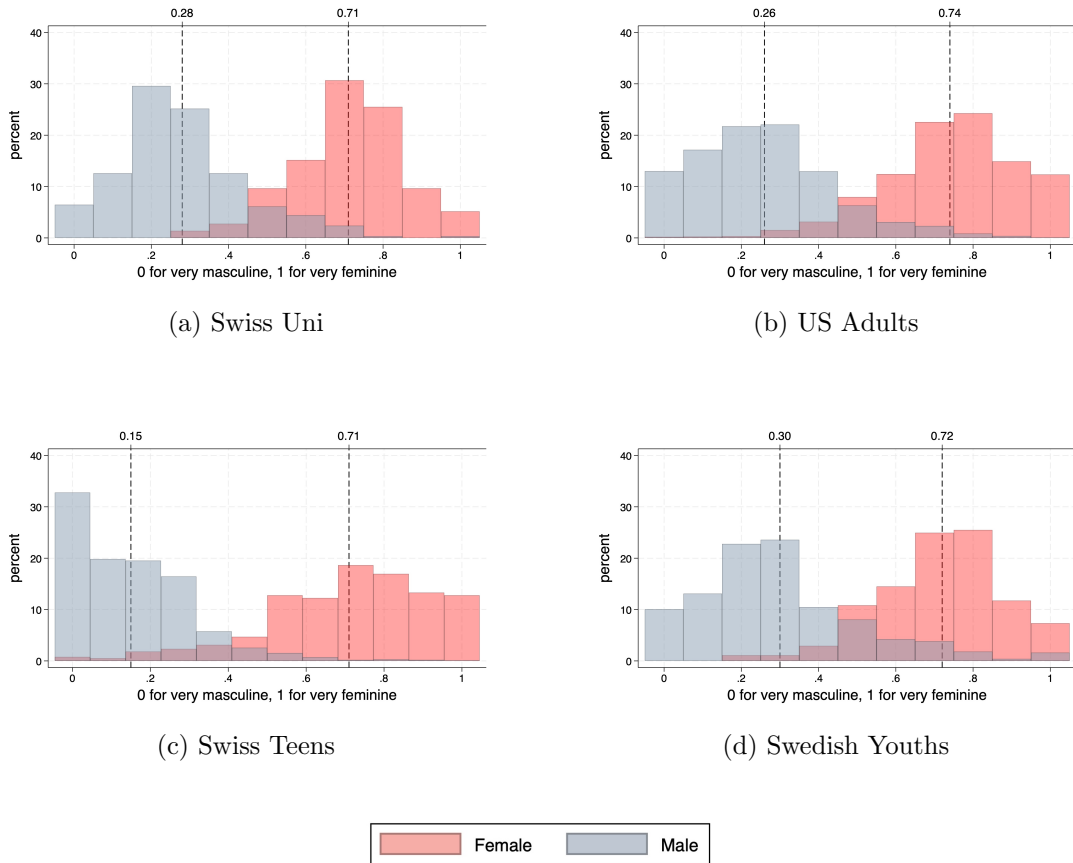 0.28 0.71
40
30
20
10
0
percent
0 .2 .4 .6 .8 1
0 for very masculine, 1 for very feminine
(a) Swiss Uni
0.26 0.74
40
30
20
10
0
percent
0 .2 .4 .6 .8 1
0 for very masculine, 1 for very feminine
(b) US Adults
0.15 0.71
40
30
20
10
0
percent
0 .2 .4 .6 .8 1
0 for very masculine, 1 for very feminine
(c) Swiss Teens
0.30 0.72
40
30
20
10
0
percent
0 .2 .4 .6 .8 1
0 for very masculine, 1 for very feminine
(d) Swedish Youths
Female Male